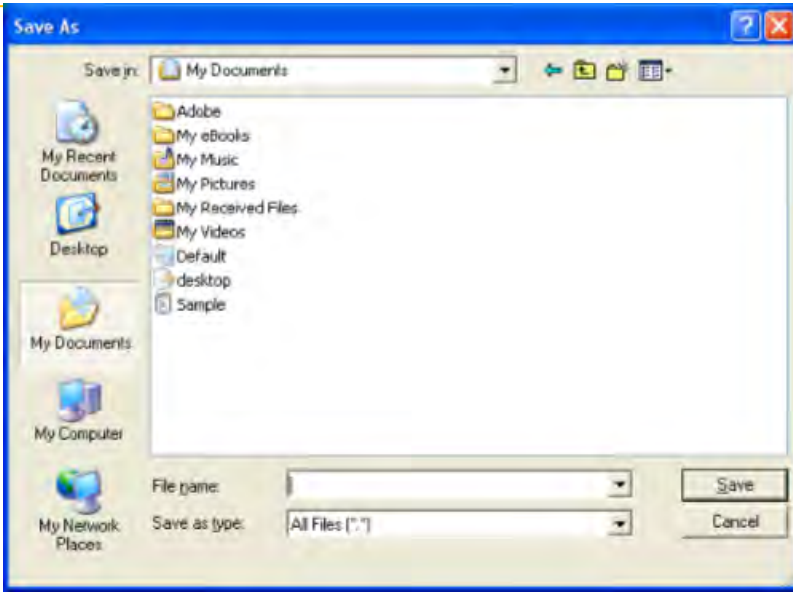 Save As
Save in: My Documents
My Recent
Documents
Desktop
My Documents
My Computer
My Network
Places
Adobe
My eBooks
My Music
My Pictures
My Received Files
My Videos
Default
desktop
Sample
File name:
Save as type: All Files (*.*)
Save
Cancel